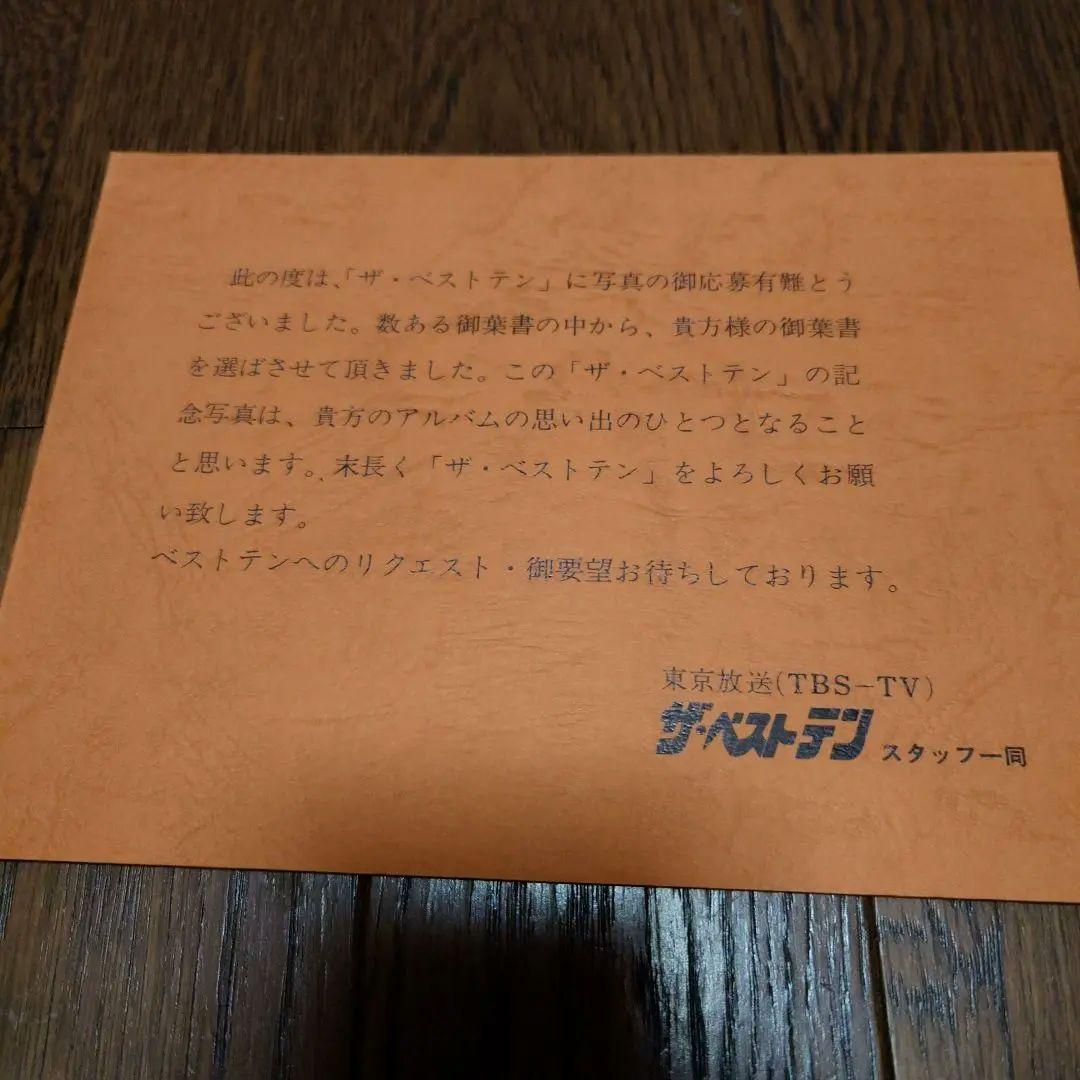 此の度は、「ザ・ベストテン」に写真の御応募有難とう
ございました。数ある御葉書の中から、貴方様の御葉書
を選ばさせて頂きました。この「ザ・ベストテン」の記
念写真は、貴方のアルバムの思い出のひとつとなること
と思います。末長く「ザ・ベストテン」をよろしくお願
い致します。
ベストテンへのリクエスト・御要望お待ちしております。
東京放送(TBS-TV)
ザ・ベストテン スタッフ一同